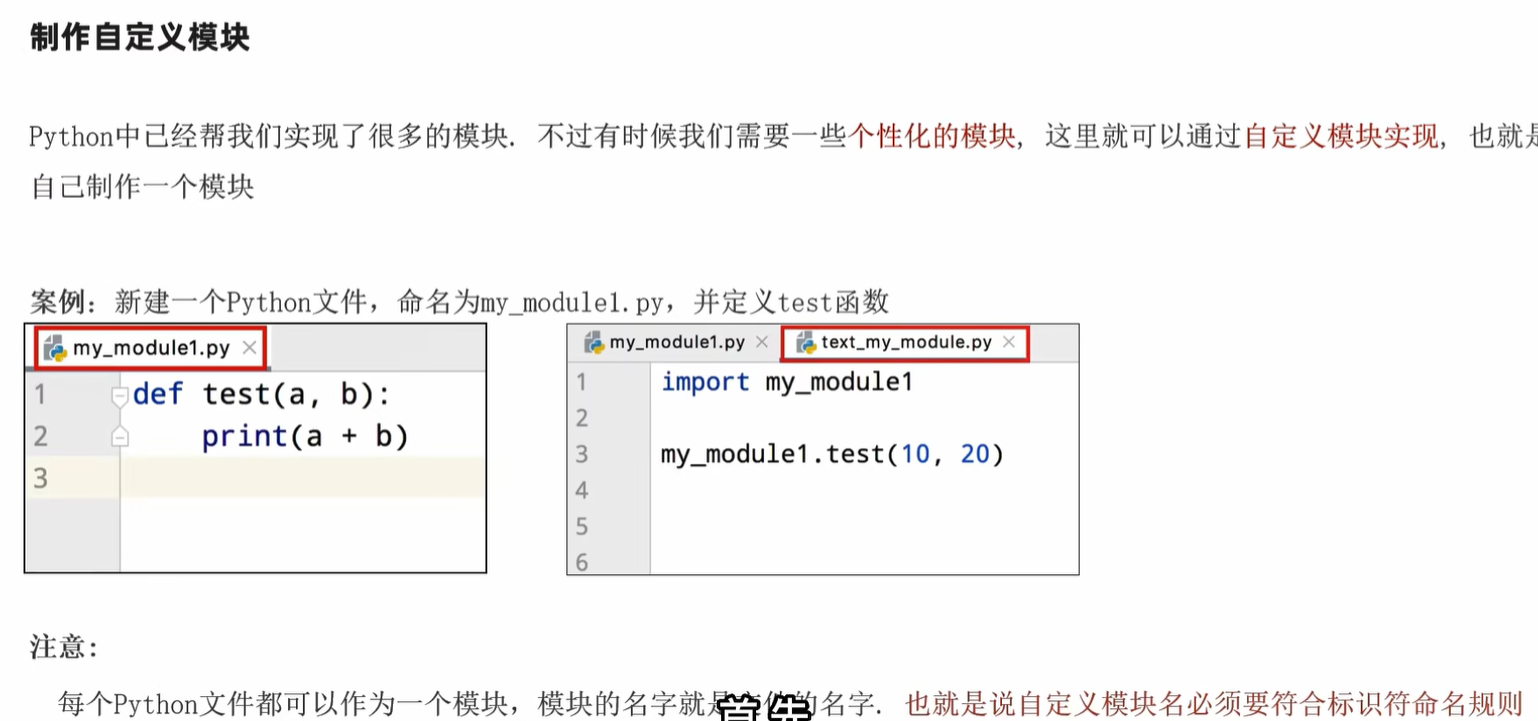 制作自定义模块
Python中已经帮我们实现了很多的模块. 不过有时候我们需要一些个性化的模块, 这里就可以通过自定义模块实现, 也就是
自己制作一个模块
案例: 新建一个Python文件, 命名为my_module1.py, 并定义test函数
my_module1.py
1 def test(a, b):
2 print(a + b)
3
my_module1.py text_my_module.py
1 import my_module1
2
3 my_module1.test(10, 20)
4
5
6
注意:
每个Python文件都可以作为一个模块, 模块的名字就是文件的名字. 也就是说自定义模块名必须要符合标识符命名规则
首先